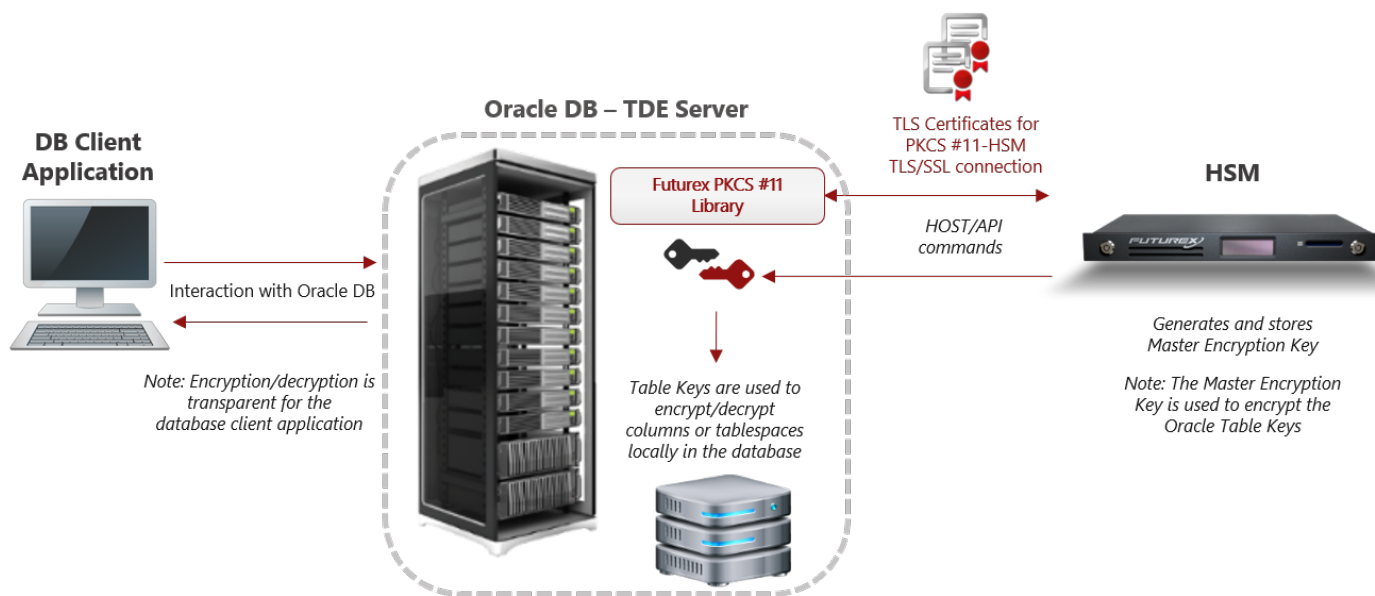 DB Client
Application
Interaction with Oracle DB
Note: Encryption/decryption is
transparent for the
database client application
Oracle DB – TDE Server
Futurex PKCS #11
Library
Table Keys are used to
encrypt/decrypt
columns or tablespaces
locally in the database
TLS Certificates for
PKCS #11-HSM
TLS/SSL connection
HOST/API
commands
HSM
FUTUREX
Generates and stores
Master Encryption Key
Note: The Master Encryption
Key is used to encrypt the
Oracle Table Keys